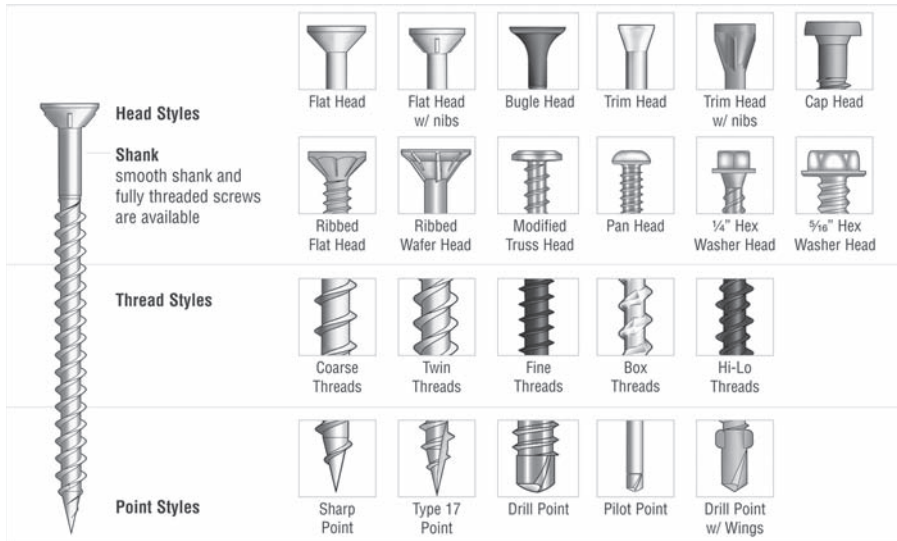 Head Styles
Shank
smooth shank and
fully threaded screws
are available
Flat Head
Flat Head
w/ nibs
Bugle Head
Trim Head
Trim Head
w/ nibs
Cap Head
Ribbed
Flat Head
Ribbed
Wafer Head
Modified
Truss Head
Pan Head
¼" Hex
Washer Head
5⁄16" Hex
Washer Head
Thread Styles
Coarse
Threads
Twin
Threads
Fine
Threads
Box
Threads
Hi-Lo
Threads
Point Styles
Sharp
Point
Type 17
Point
Drill Point
Pilot Point
Drill Point
w/ Wings